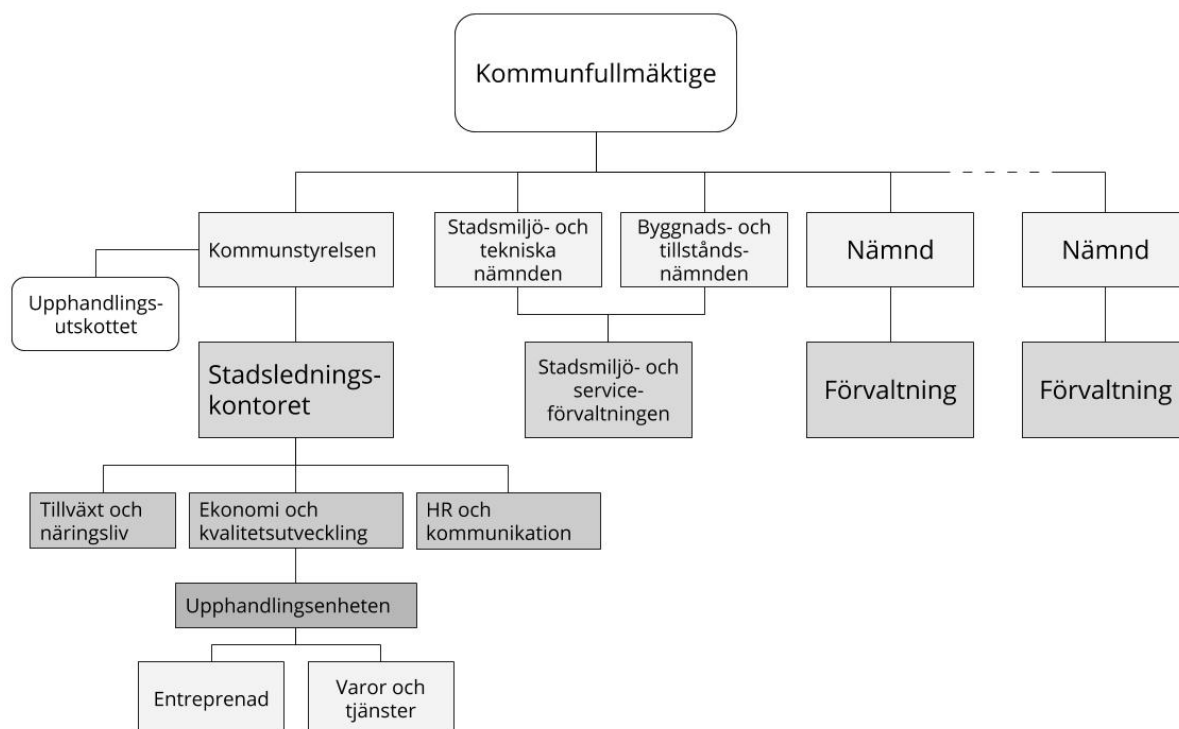 Kommunfullmäktige
Kommunstyrelsen
Stadsmiljö- och
tekniska
nämnden
Byggnads- och
tillstånds-
nämnden
Nämnd
Nämnd
Upphandlings-
utskottet
Stadslednings-
kontoret
Stadsmiljö- och
service-
förvaltningen
Förvaltning
Förvaltning
Tillväxt och
näringsliv
Ekonomi och
kvalitetsutveckling
HR och
kommunikation
Upphandlingsenheten
Entreprenad
Varor och
tjänster